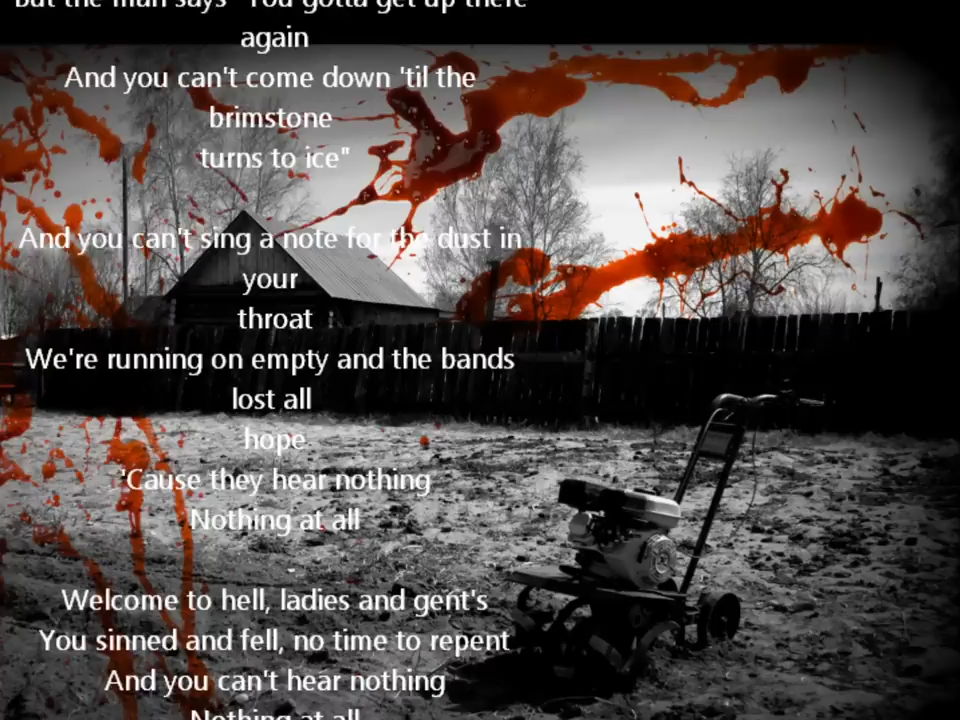 But the man says "You gotta get up there
again
And you can't come down 'til the
brimstone
turns to ice"
And you can't sing a note for the dust in
your
throat
We're running on empty and the bands
lost all
hope
'Cause they hear nothing
Nothing at all
Welcome to hell, ladies and gent's
You sinned and fell, no time to repent
And you can't hear nothing
Nothing at all